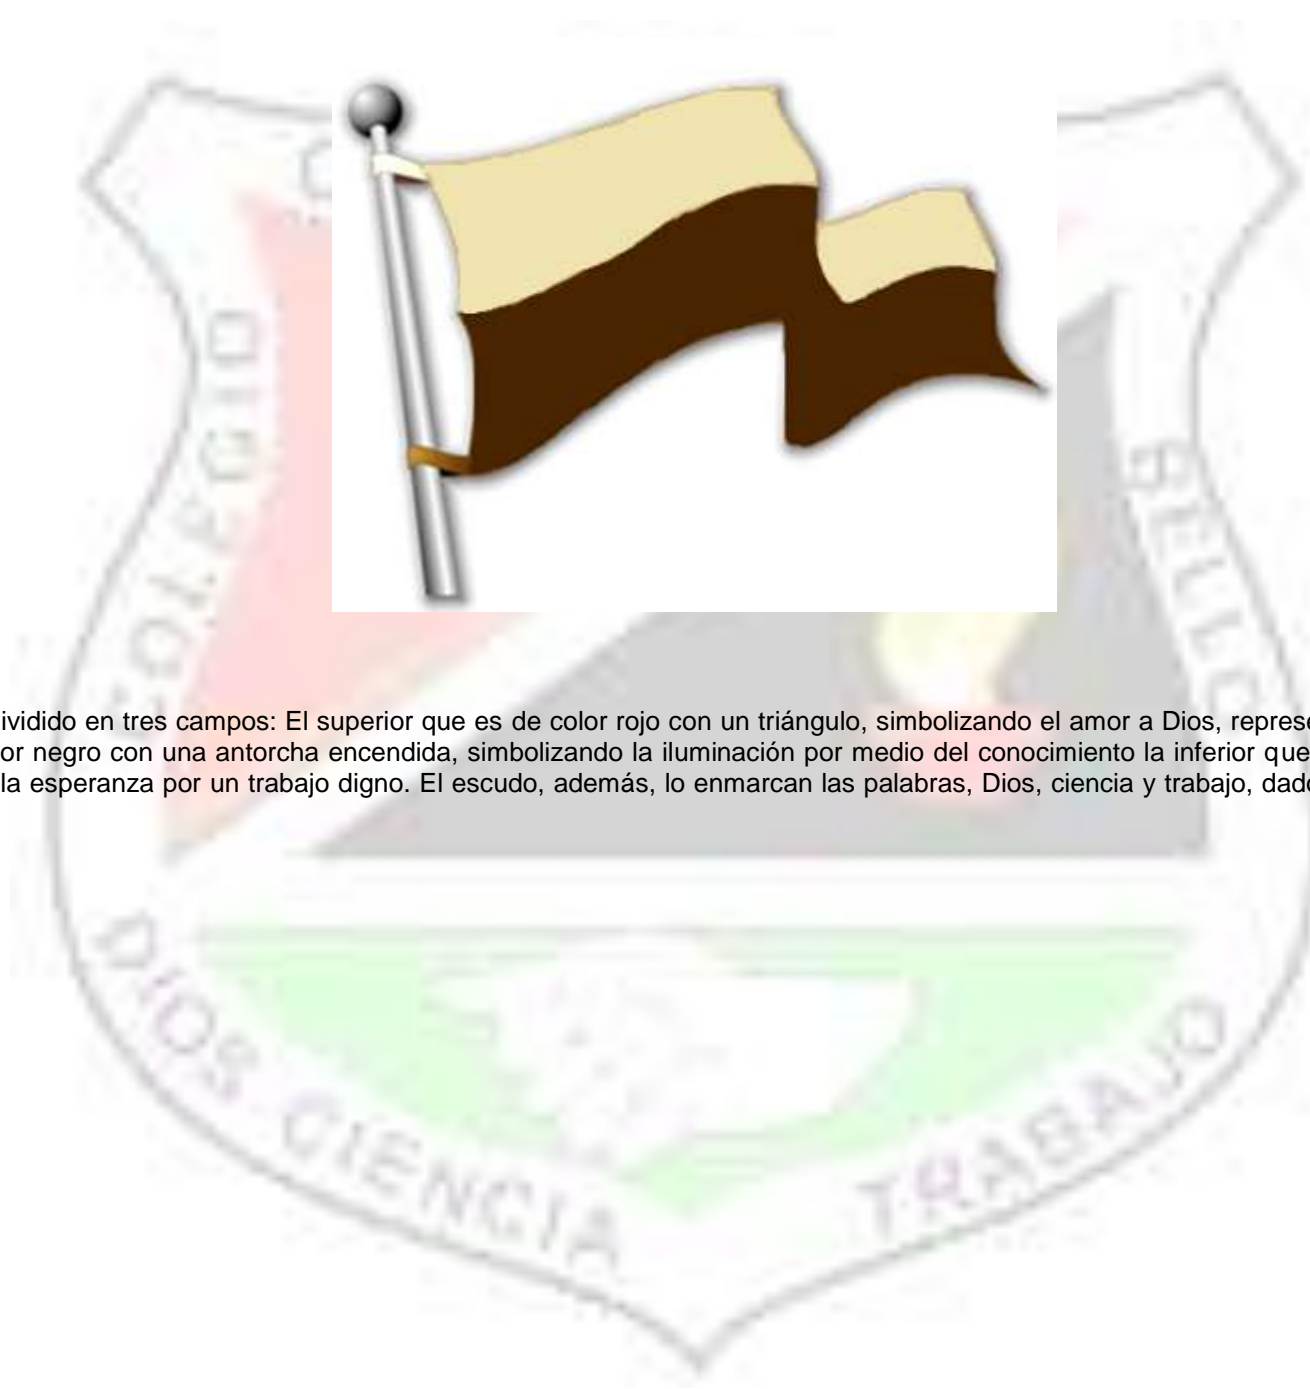 COLEGIO
BELLO
ividido en tres campos: El superior que es de color rojo con un triángulo, simbolizando el amor a Dios, represe
or negro con una antorcha encendida, simbolizando la iluminación por medio del conocimiento la inferior que
la esperanza por un trabajo digno. El escudo, además, lo enmarcan las palabras, Dios, ciencia y trabajo, dado
DIOS CIENCIA TRABAJO